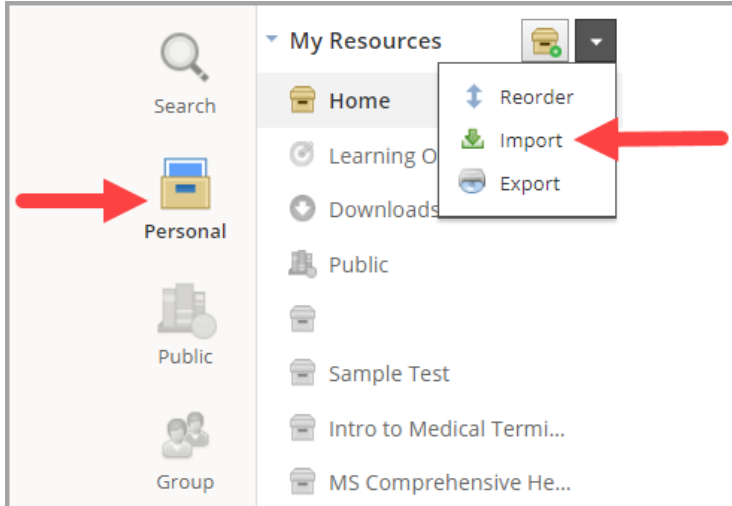 Search
Personal
Public
Group
My Resources
Home
Learning O
Downloads
Public
Sample Test
Intro to Medical Termi...
MS Comprehensive He...
Reorder
Import
Export